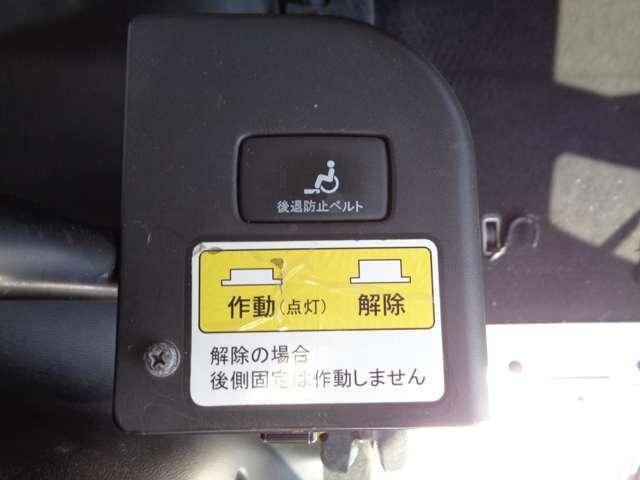 後退防止ベルト
作動(点灯) 解除
解除の場合
後側固定は作動しません